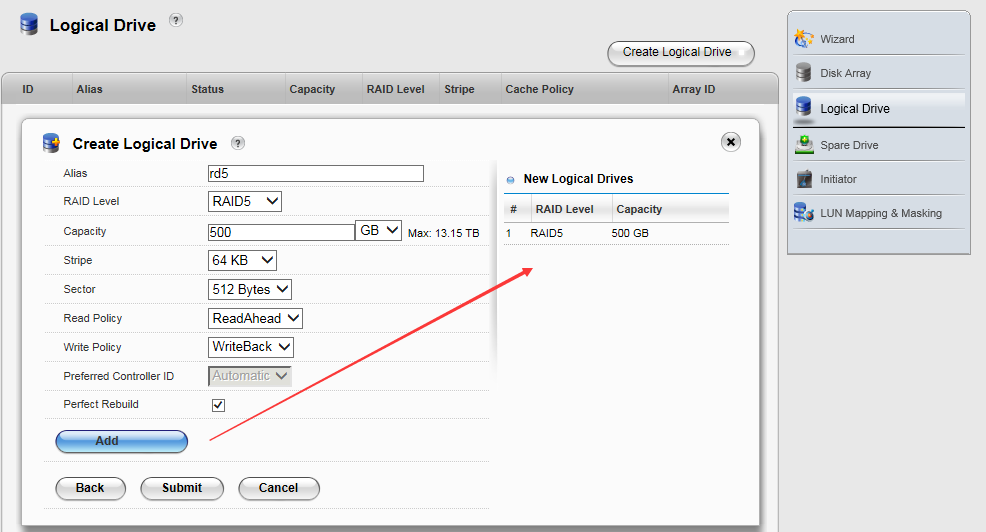 Logical Drive ?
Create Logical Drive
ID Alias Status Capacity RAID Level Stripe Cache Policy Array ID
Create Logical Drive ?
Alias rd5
RAID Level RAID5
Capacity 500 GB Max: 13.15 TB
Stripe 64 KB
Sector 512 Bytes
Read Policy ReadAhead
Write Policy WriteBack
Preferred Controller ID Automatic
Perfect Rebuild
Add
Back Submit Cancel
New Logical Drives
# RAID Level Capacity
1 RAID5 500 GB
Wizard
Disk Array
Logical Drive
Spare Drive
Initiator
LUN Mapping & Masking